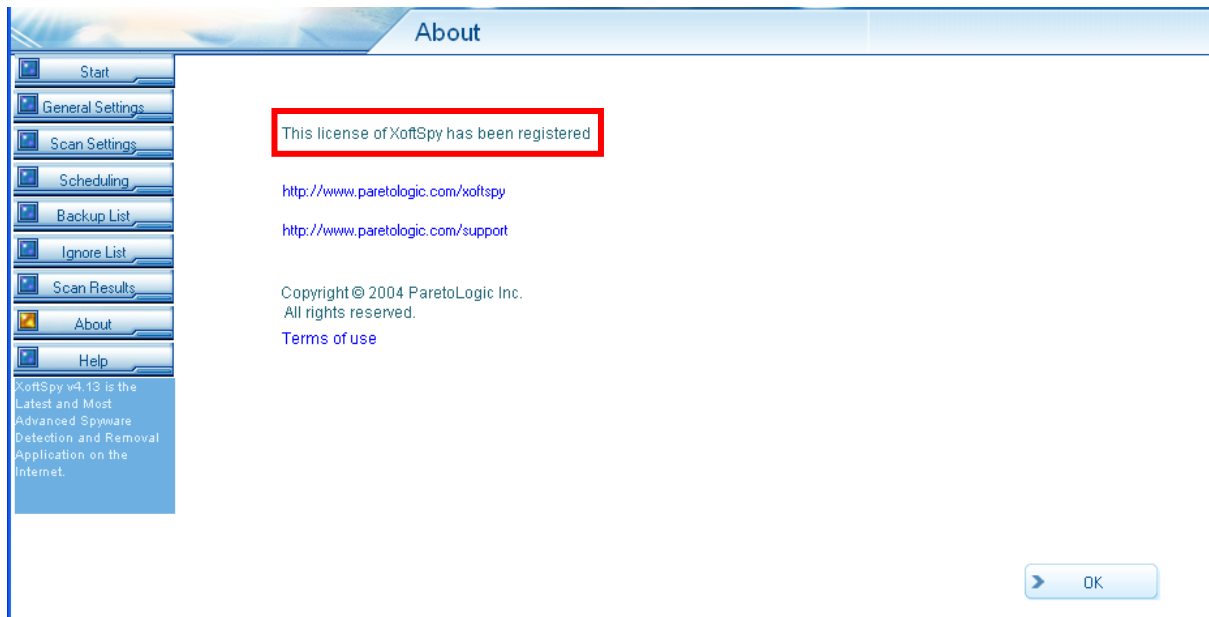 About
Start
General Settings
Scan Settings
Scheduling
Backup List
Ignore List
Scan Results
About
Help
XoftSpy v4.13 is the
Latest and Most
Advanced Spyware
Detection and Removal
Application on the
Internet.
This license of XoftSpy has been registered
http://www.paretologic.com/xoftspy
http://www.paretologic.com/support
Copyright © 2004 ParetoLogic Inc.
All rights reserved.
Terms of use
OK